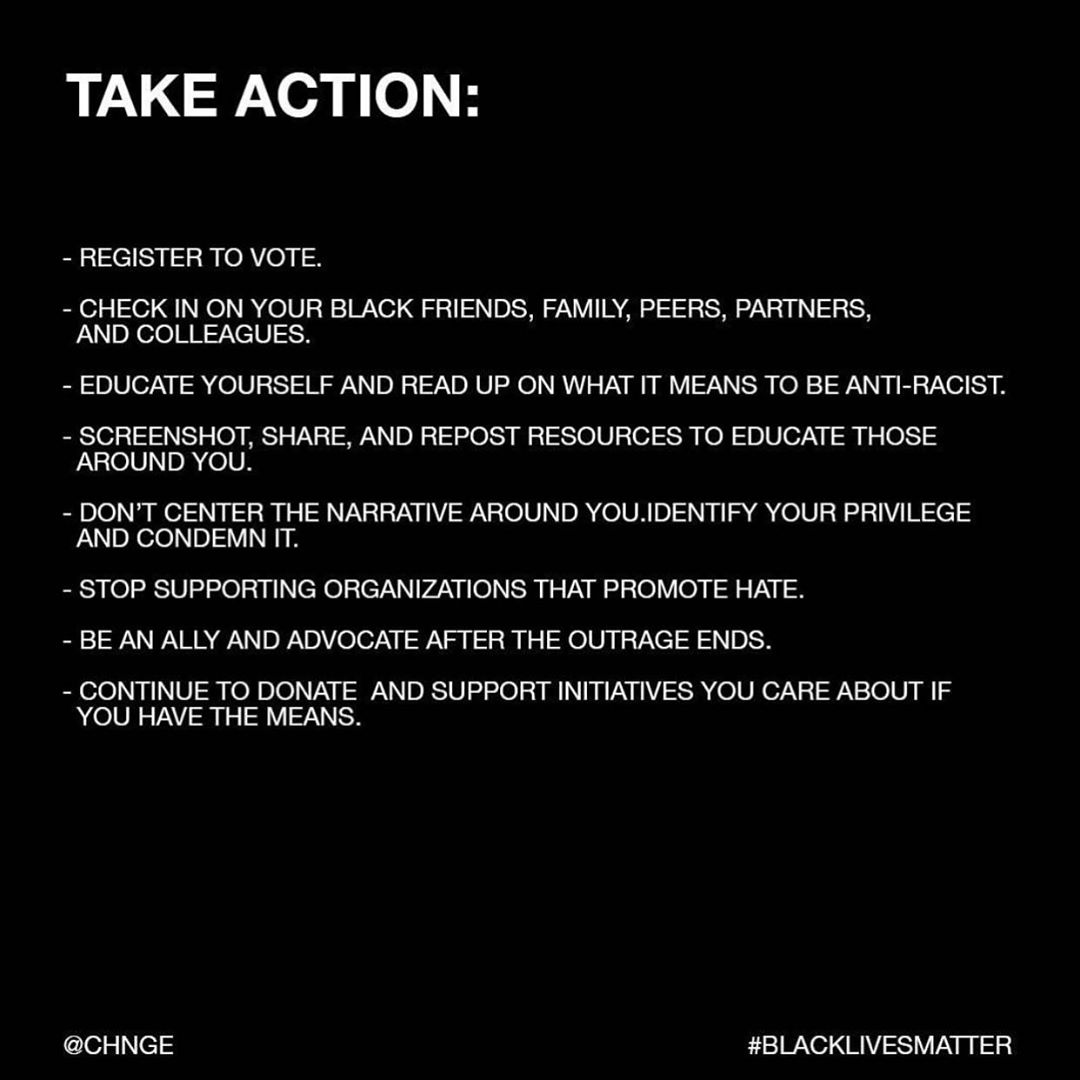 TAKE ACTION:
- REGISTER TO VOTE.
- CHECK IN ON YOUR BLACK FRIENDS, FAMILY, PEERS, PARTNERS,
AND COLLEAGUES.
- EDUCATE YOURSELF AND READ UP ON WHAT IT MEANS TO BE ANTI-RACIST.
- SCREENSHOT, SHARE, AND REPOST RESOURCES TO EDUCATE THOSE
AROUND YOU.
- DON’T CENTER THE NARRATIVE AROUND YOU.IDENTIFY YOUR PRIVILEGE
AND CONDEMN IT.
- STOP SUPPORTING ORGANIZATIONS THAT PROMOTE HATE.
- BE AN ALLY AND ADVOCATE AFTER THE OUTRAGE ENDS.
- CONTINUE TO DONATE  AND SUPPORT INITIATIVES YOU CARE ABOUT IF
YOU HAVE THE MEANS.
@CHNGE
#BLACKLIVESMATTER